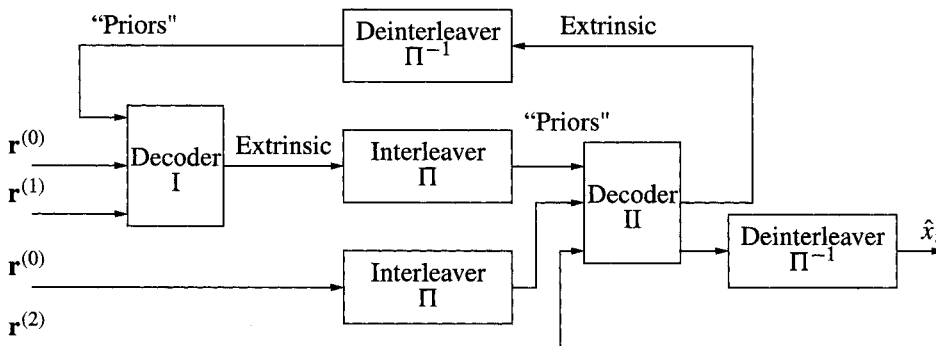 “Priors"
Deinterleaver
Π⁻¹
Extrinsic
r⁽⁰⁾
r⁽¹⁾
Decoder
I
Extrinsic
Interleaver
Π
“Priors"
Decoder
II
r⁽⁰⁾
Interleaver
Π
r⁽²⁾
Deinterleaver
Π⁻¹
x̂